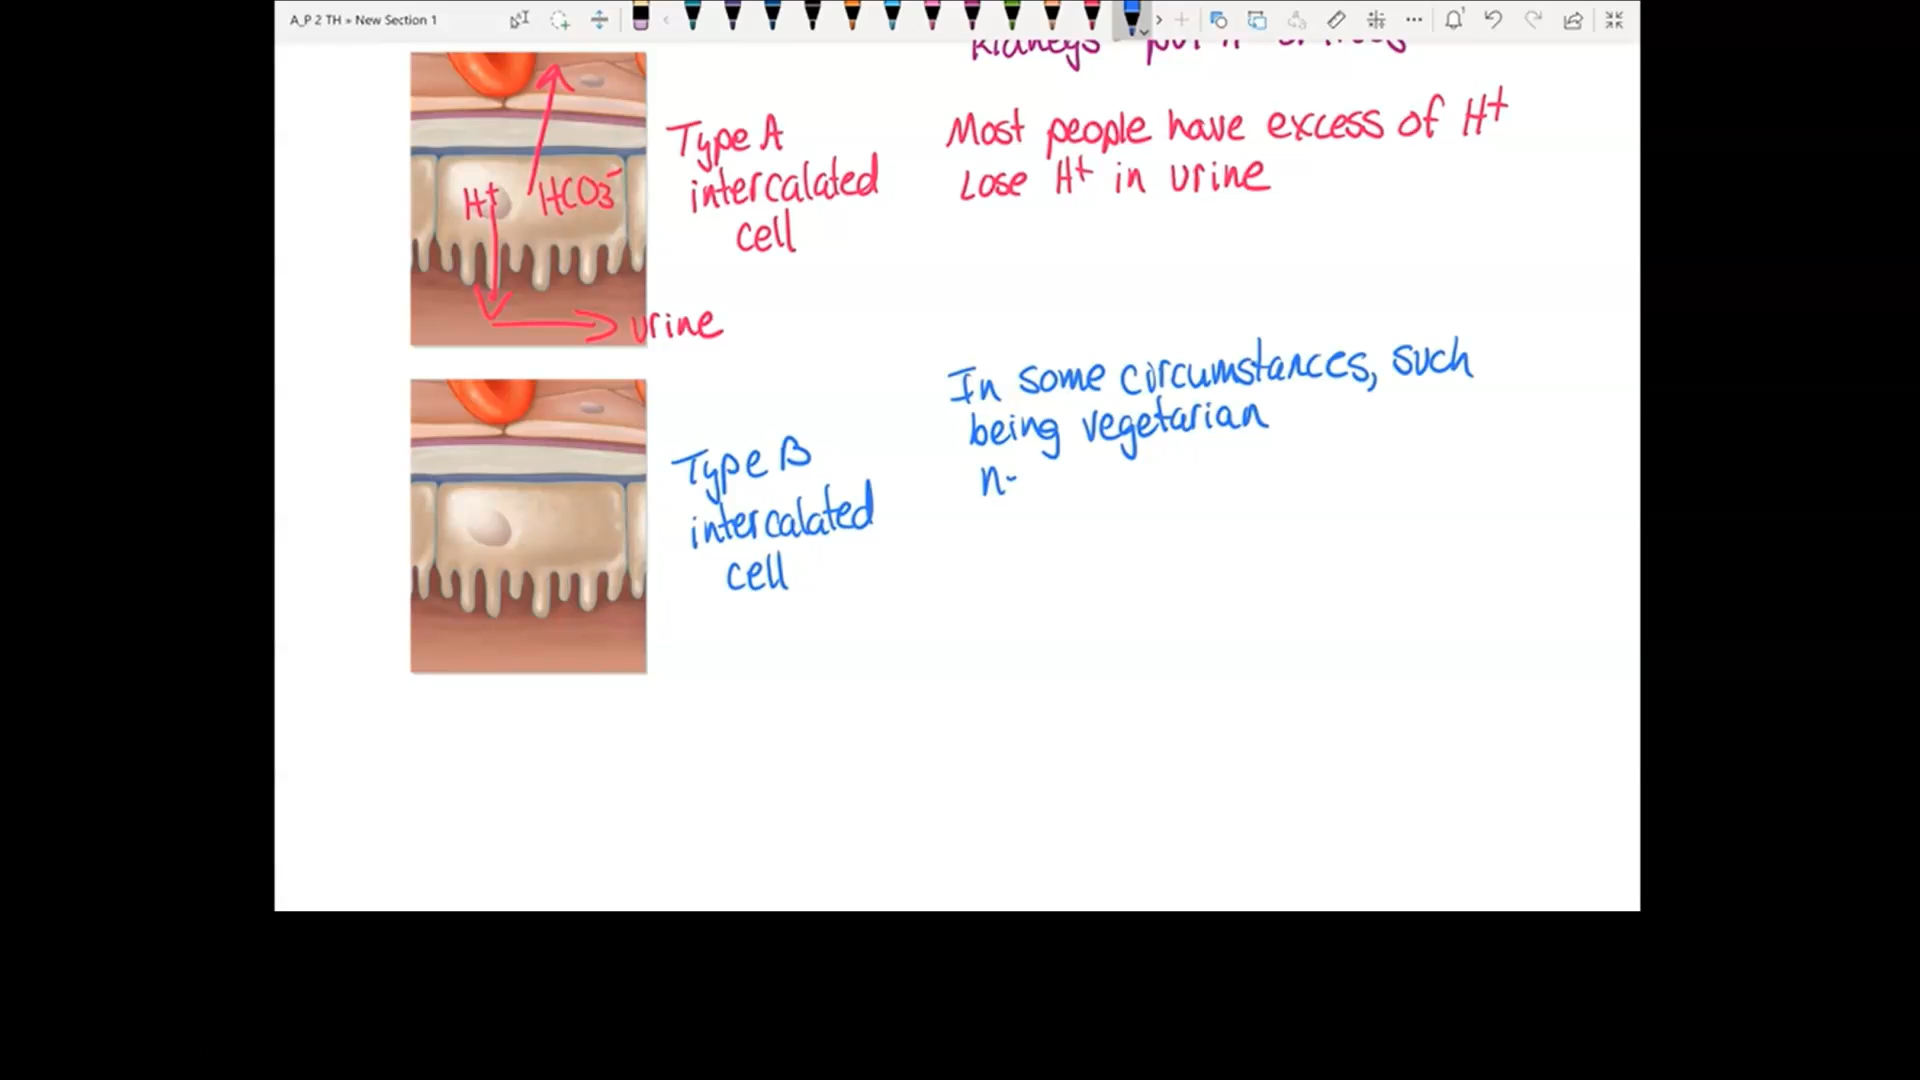 A_P 2 TH » New Section 1
Most people have excess of H⁺
Lose H⁺ in urine
Type A
intercalated
cell
H⁺ HCO₃⁻
urine
In some circumstances, such
being vegetarian
n-
Type B
intercalated
cell